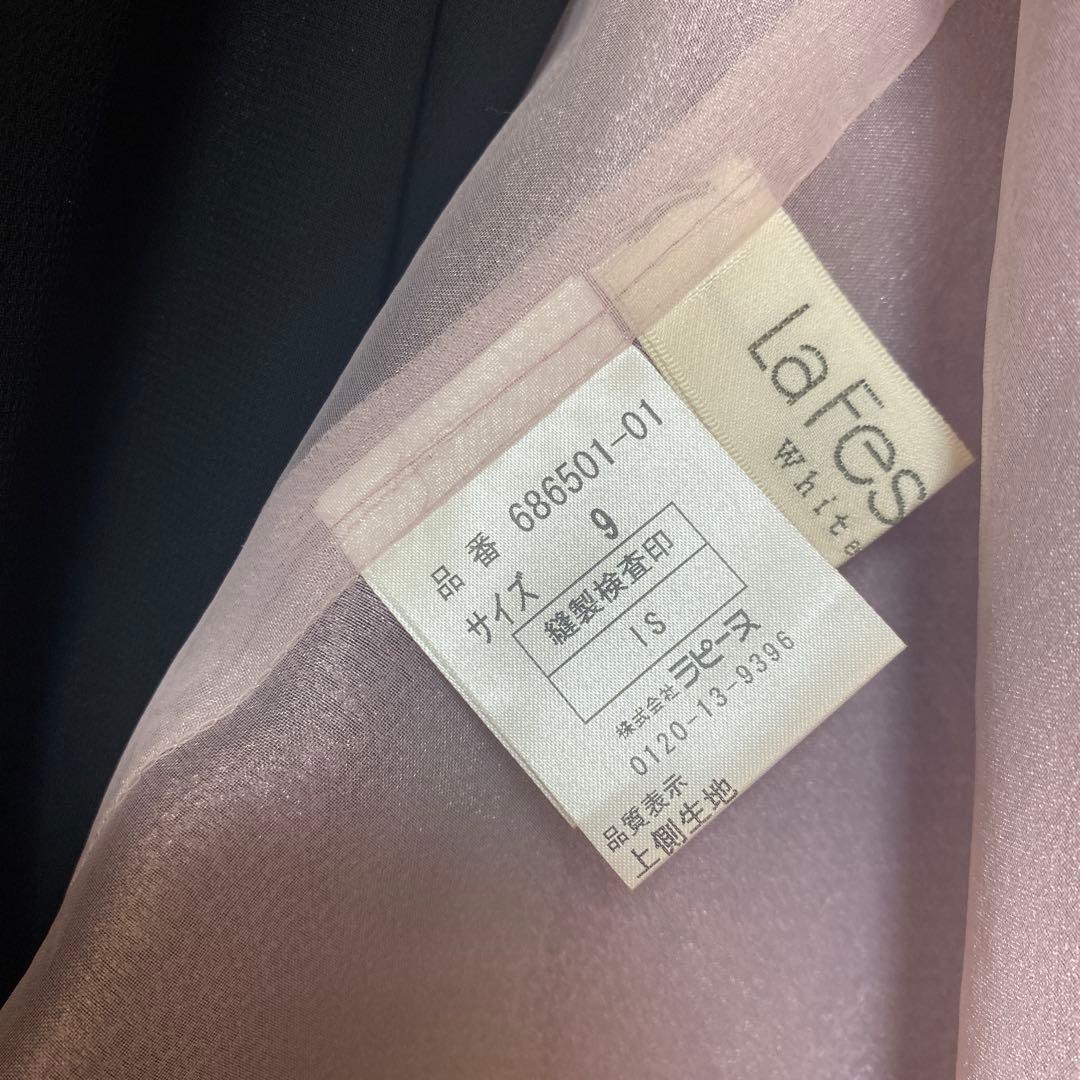 LaFes
White
品番 686501-01
サイズ 9
縫製検査印
IS
株式会社 ラピーヌ
0120-13-9396
品質表示
上側生地